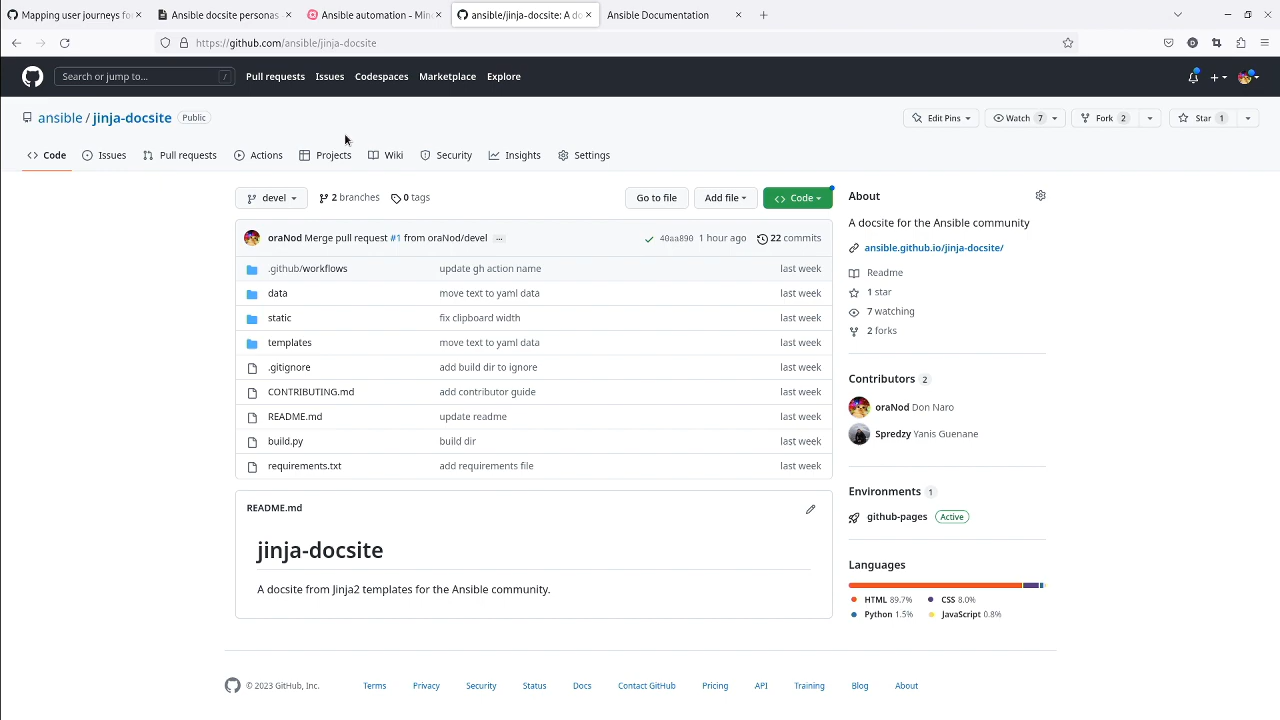 Mapping user journeys fo
Ansible docsite personas
Ansible automation - Min
ansible/jinja-docsite: A do
Ansible Documentation
https://github.com/ansible/jinja-docsite
Search or jump to...
/
Pull requests
Issues
Codespaces
Marketplace
Explore
ansible / jinja-docsite
Public
Edit Pins
Watch 7
Fork 2
Star 1
Code
Issues
Pull requests
Actions
Projects
Wiki
Security
Insights
Settings
devel
2 branches
0 tags
Go to file
Add file
Code
oraNod Merge pull request #1 from oraNod/devel ...
40aa890 1 hour ago
22 commits
.github/workflows update gh action name last week
data move text to yaml data last week
static fix clipboard width last week
templates move text to yaml data last week
.gitignore add build dir to ignore last week
CONTRIBUTING.md add contributor guide last week
README.md update readme last week
build.py build dir last week
requirements.txt add requirements file last week
README.md
jinja-docsite
A docsite from Jinja2 templates for the Ansible community.
About
A docsite for the Ansible community
ansible.github.io/jinja-docsite/
Readme
1 star
7 watching
2 forks
Contributors 2
oraNod Don Naro
Spredzy Yanis Guenane
Environments 1
github-pages Active
Languages
HTML 89.7% CSS 8.0%
Python 1.5% JavaScript 0.8%
© 2023 GitHub, Inc.
Terms
Privacy
Security
Status
Docs
Contact GitHub
Pricing
API
Training
Blog
About